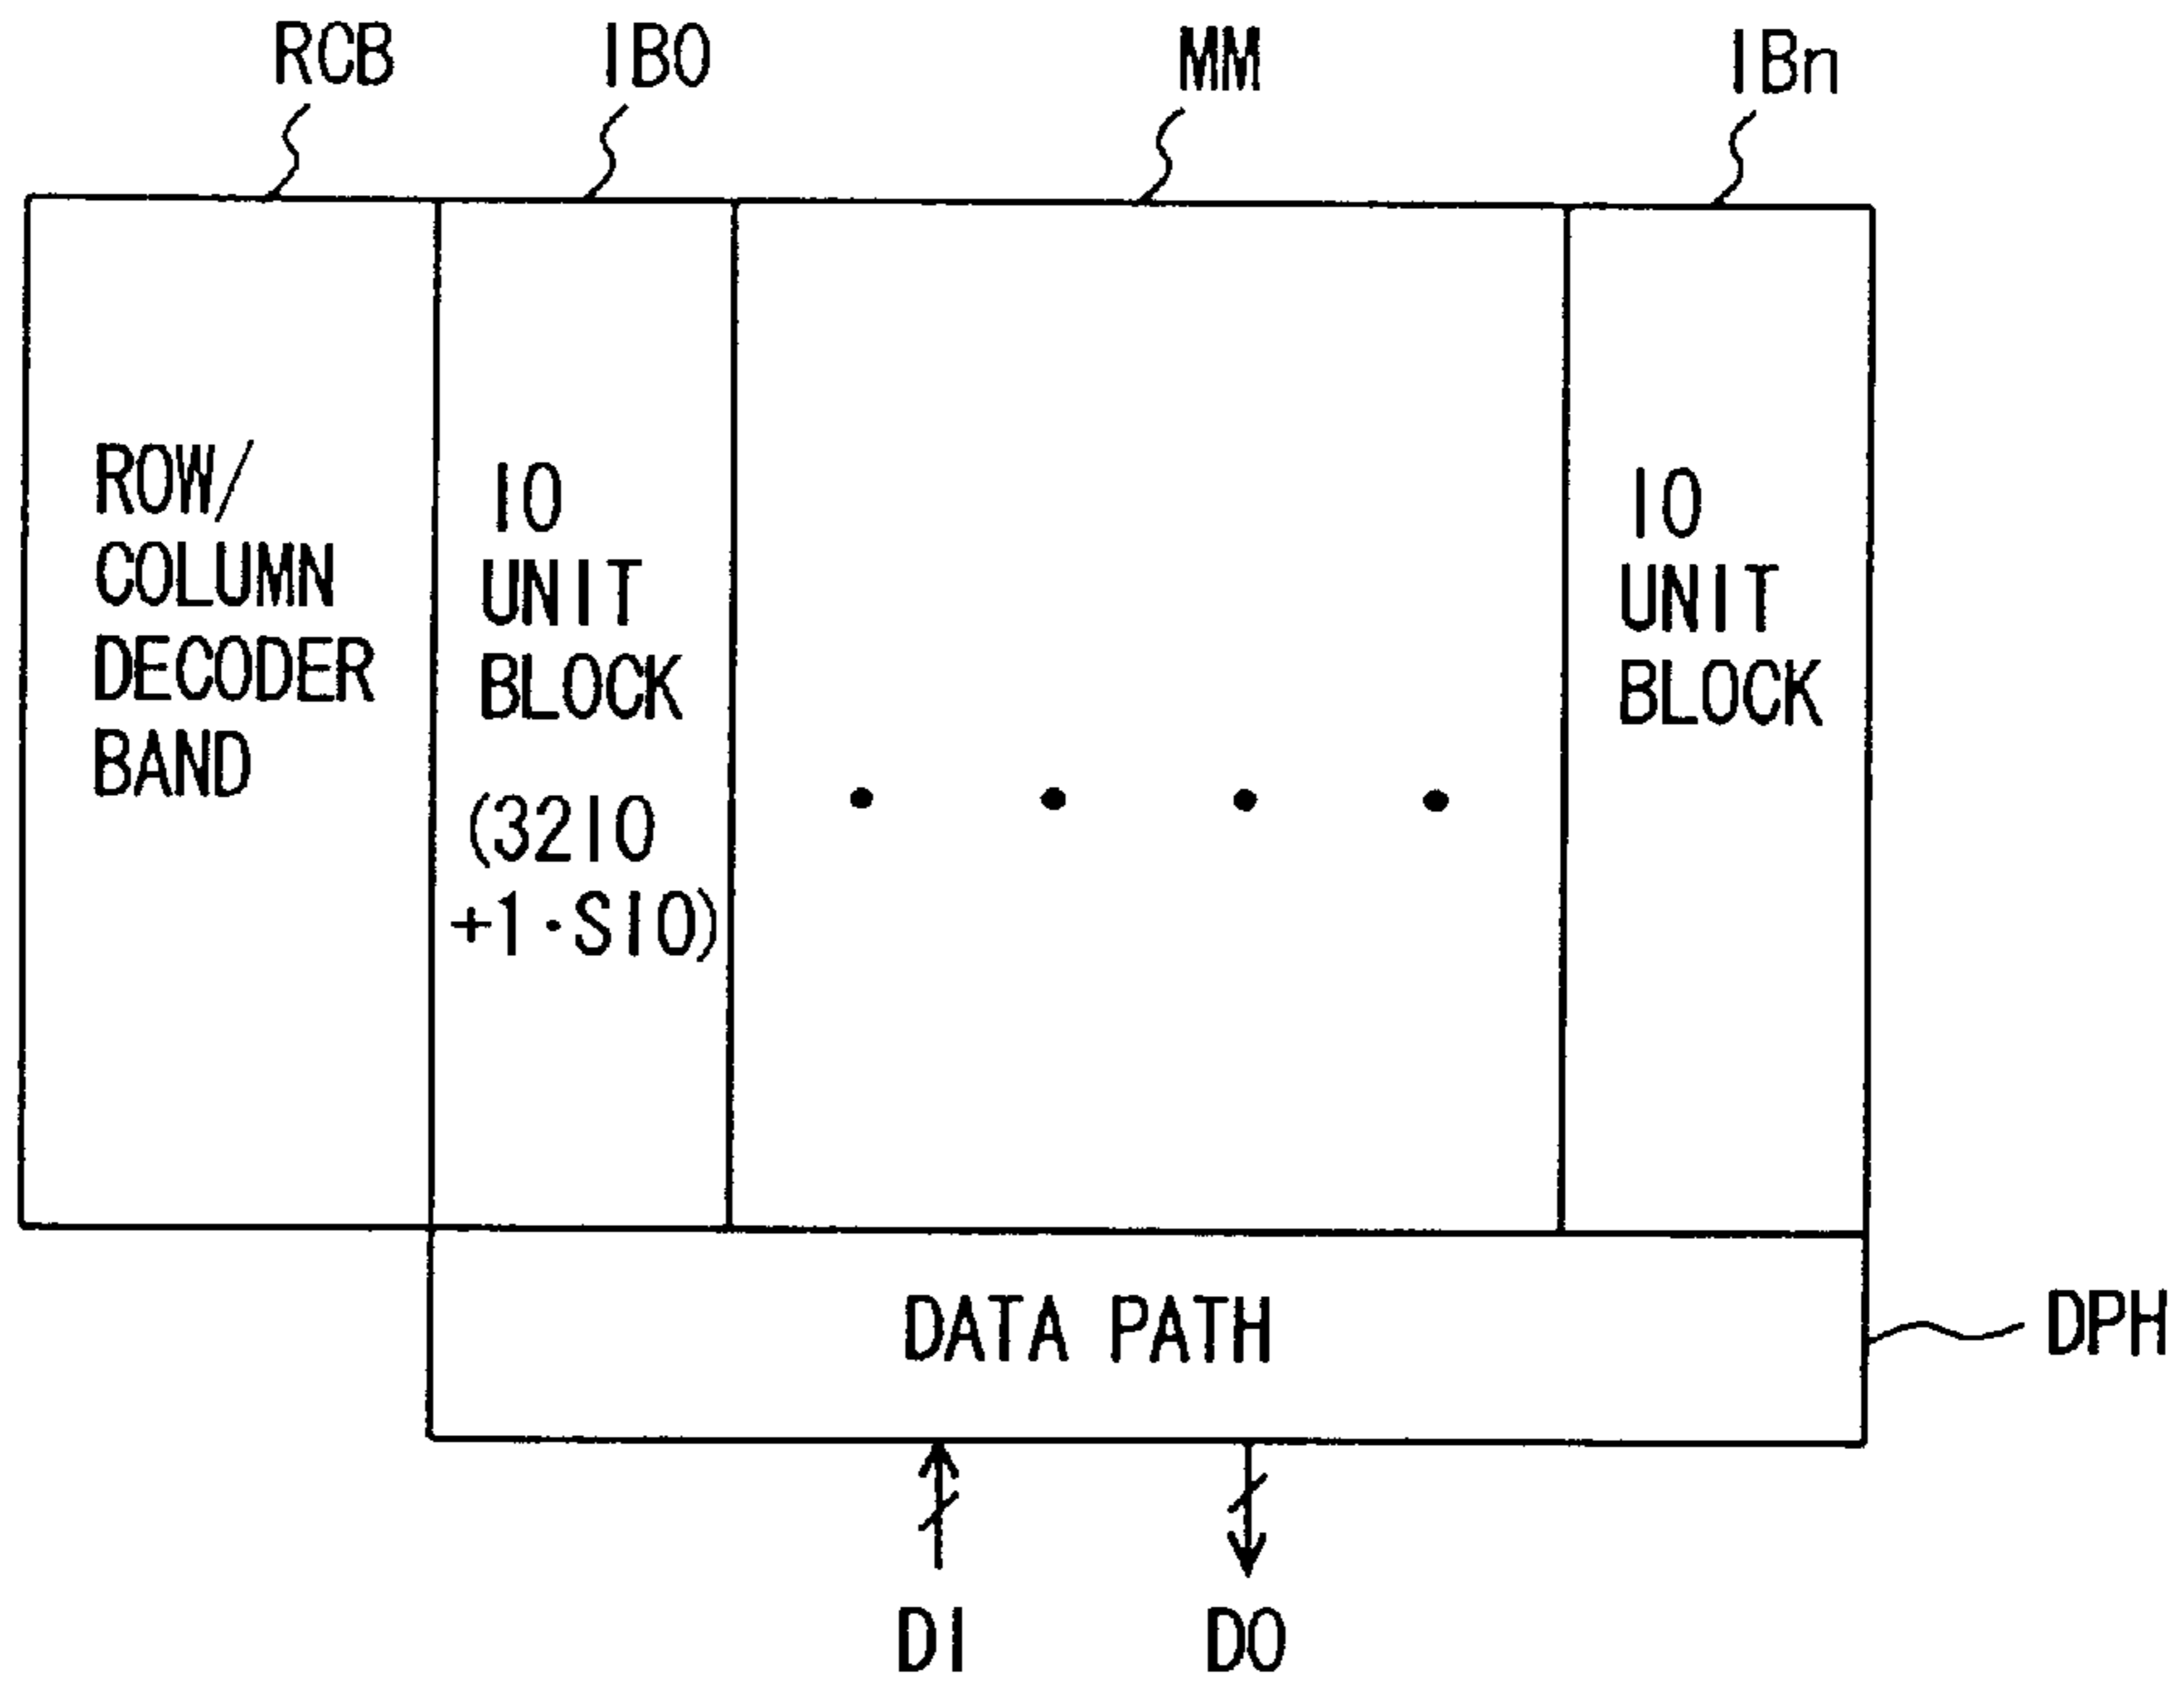 RCB IB0 MM IBn
ROW/
COLUMN
DECODER
BAND
IO
UNIT
BLOCK
(32IO
+1·SIO)
· · · ·
IO
UNIT
BLOCK
DATA PATH
DPH
DI DO